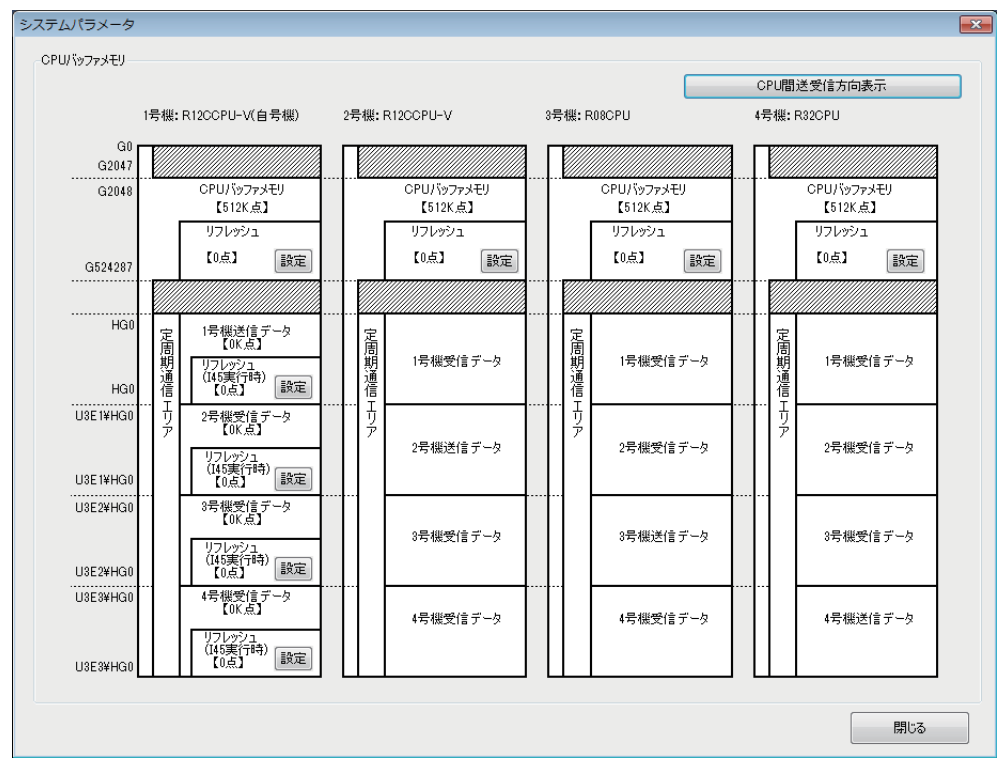 システムパラメータ
CPUバッファメモリ
CPU間送受信方向表示
1号機:R12CCPU-V(自号機)
2号機:R12CCPU-V
3号機:R08CPU
4号機:R32CPU
G0
G2047
G2048
G524287
HG0
HG0
U3E1¥HG0
U3E1¥HG0
U3E2¥HG0
U3E2¥HG0
U3E3¥HG0
U3E3¥HG0
CPUバッファメモリ
【512K点】
リフレッシュ
【0点】
設定
定周期通信エリア
1号機送信データ
【0K点】
リフレッシュ
(I45実行時)
【0点】
設定
2号機受信データ
【0K点】
リフレッシュ
(I45実行時)
【0点】
設定
3号機受信データ
【0K点】
リフレッシュ
(I45実行時)
【0点】
設定
4号機受信データ
【0K点】
リフレッシュ
(I45実行時)
【0点】
設定
CPUバッファメモリ
【512K点】
リフレッシュ
【0点】
設定
定周期通信エリア
1号機受信データ
2号機送信データ
3号機受信データ
4号機受信データ
CPUバッファメモリ
【512K点】
リフレッシュ
【0点】
設定
定周期通信エリア
1号機受信データ
2号機受信データ
3号機送信データ
4号機受信データ
CPUバッファメモリ
【512K点】
リフレッシュ
【0点】
設定
定周期通信エリア
1号機受信データ
2号機受信データ
3号機受信データ
4号機送信データ
閉じる